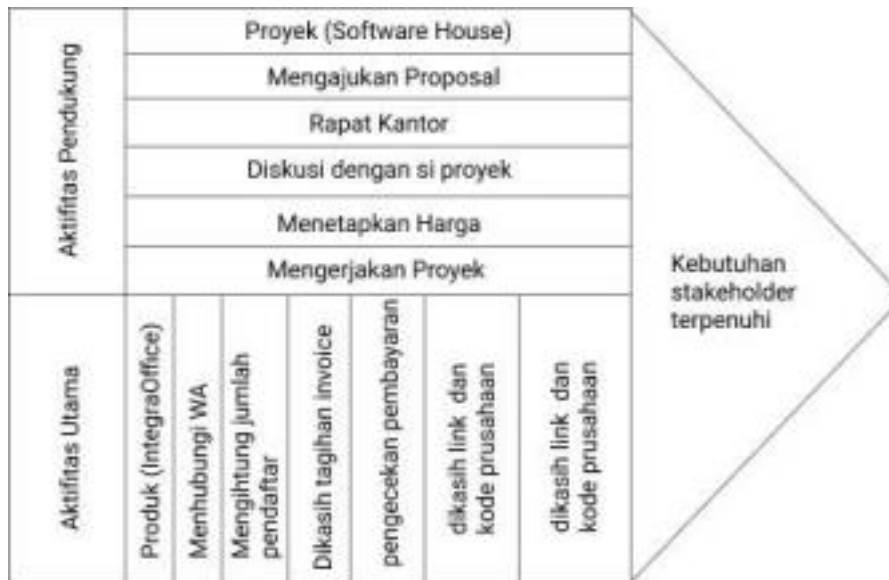 Aktifitas Pendukung
Proyek (Software House)
Mengajukan Proposal
Rapat Kantor
Diskusi dengan si proyek
Menetapkan Harga
Mengerjakan Proyek
Kebutuhan
stakeholder
terpenuhi
Aktifitas Utama
Produk (IntegraOffice)
Menhubungi WA
Mengihtung jumlah
pendaftar
Dikasih tagihan invoice
pengecekan pembayaran
dikasih link dan
kode prusahaan
dikasih link dan
kode prusahaan